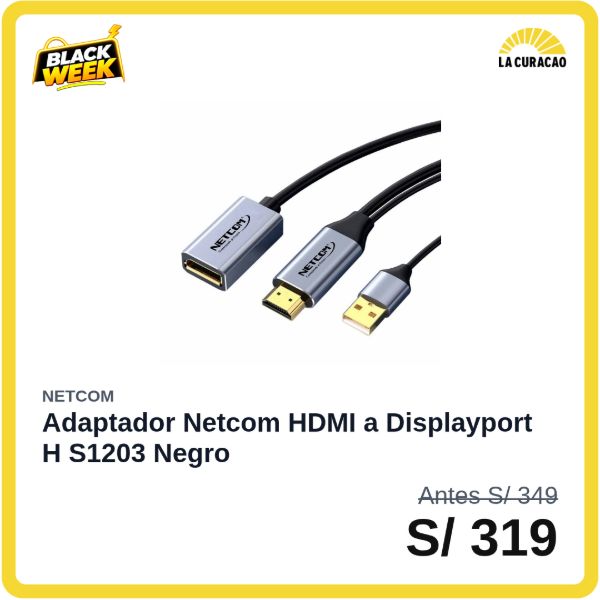 BLACK
WEEK
LA CURACAO
NETCOM
NETCOM
NETCOM
Adaptador Netcom HDMI a Displayport
H S1203 Negro
Antes S/ 349
S/ 319